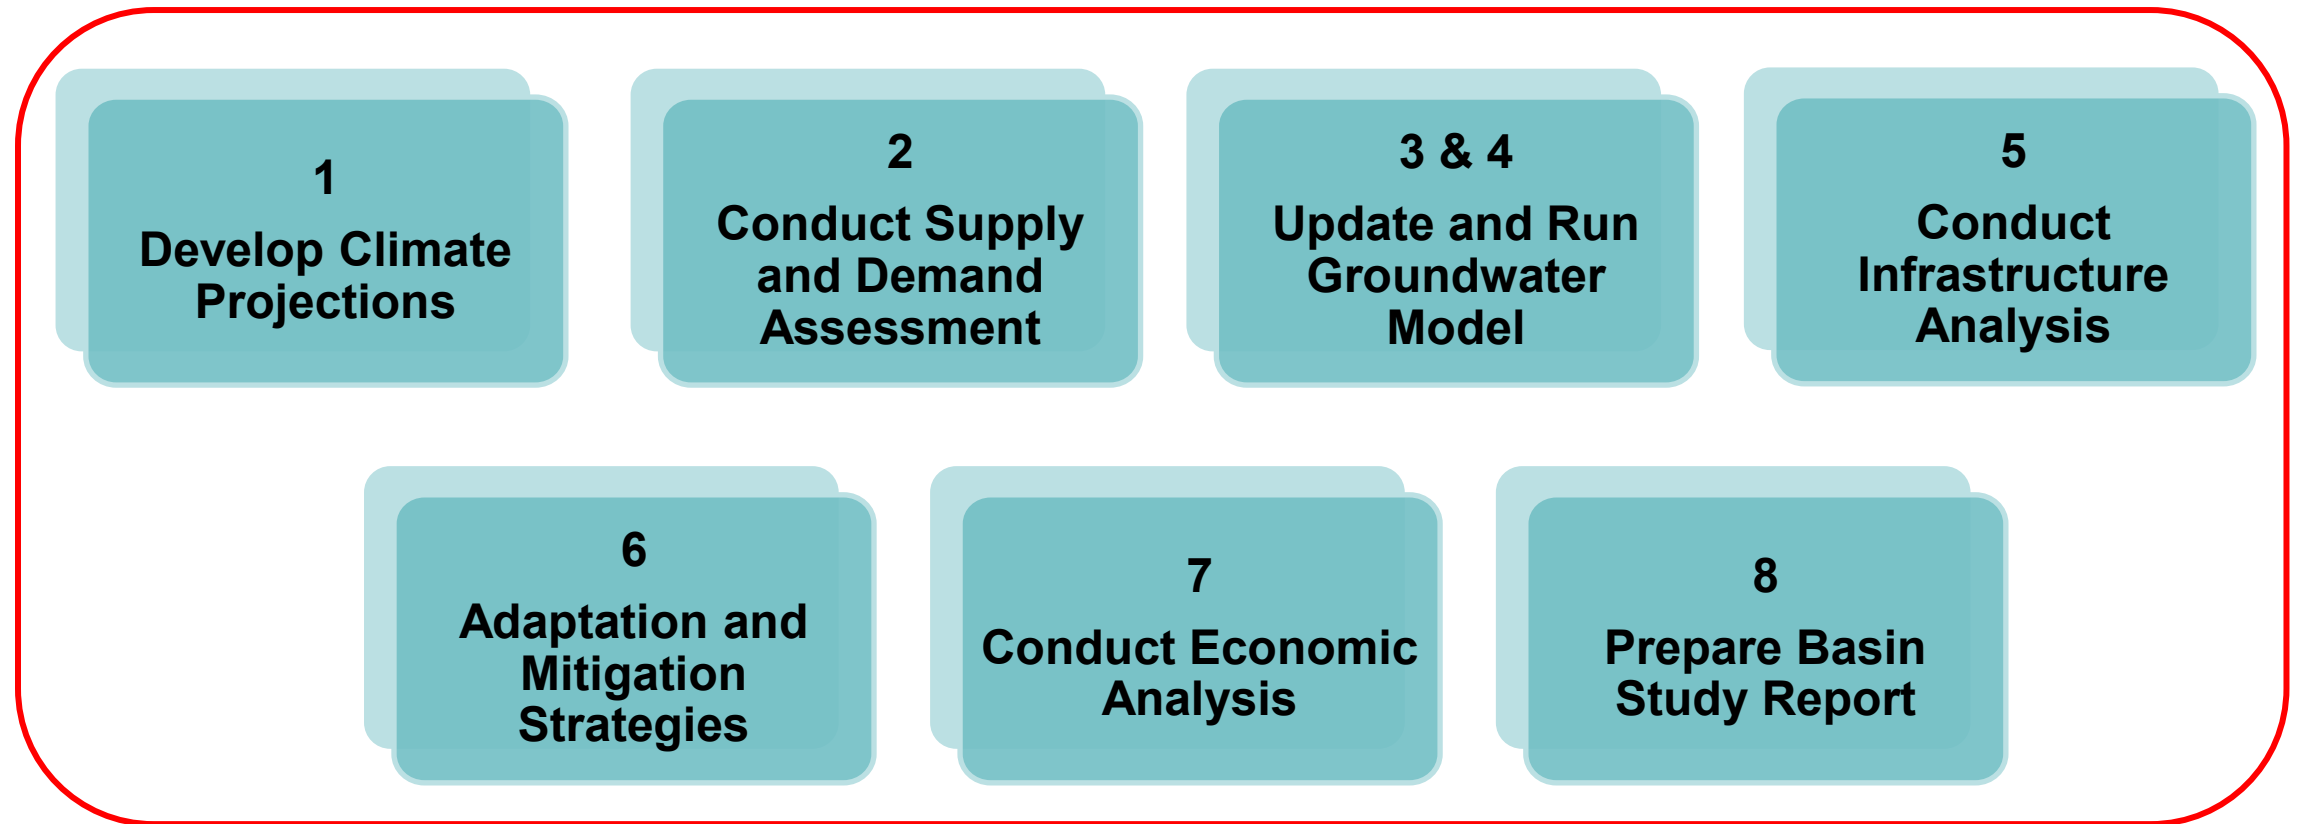 1
Develop Climate
Projections
2
Conduct Supply
and Demand
Assessment
3 & 4
Update and Run
Groundwater
Model
5
Conduct
Infrastructure
Analysis
6
Adaptation and
Mitigation
Strategies
7
Conduct Economic
Analysis
8
Prepare Basin
Study Report